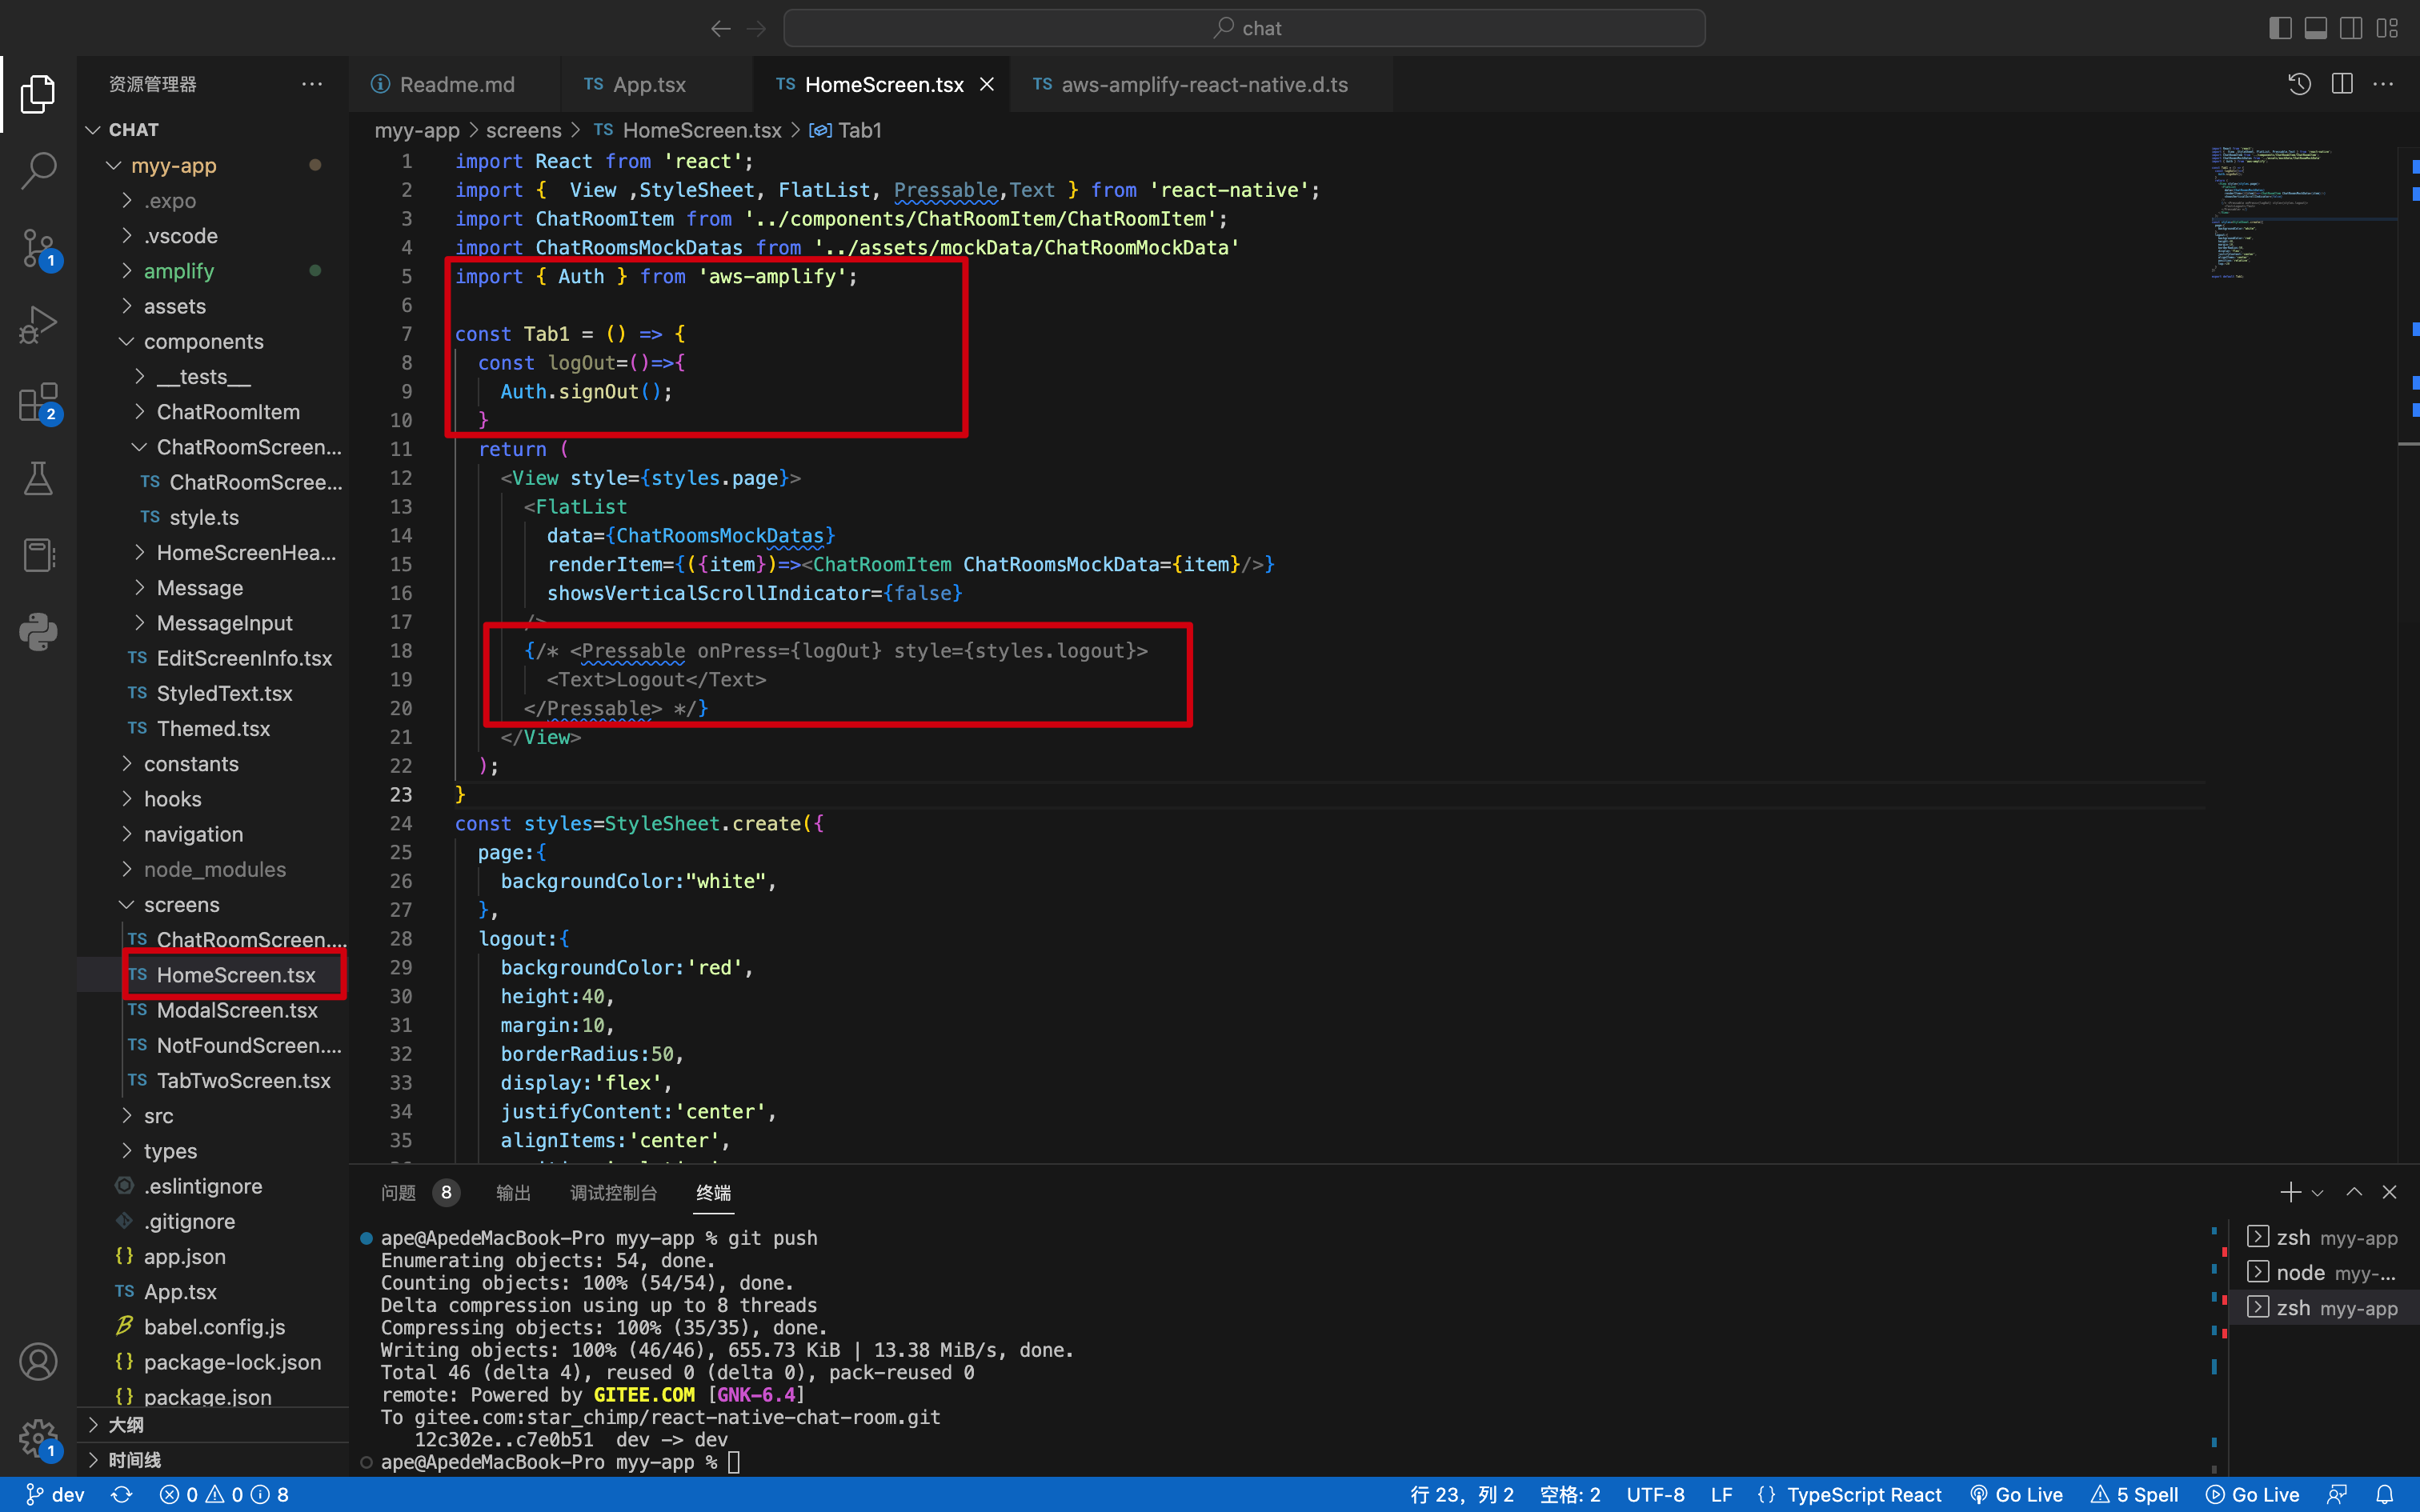 chat
资源管理器
Readme.md
TS App.tsx
TS HomeScreen.tsx
TS aws-amplify-react-native.d.ts
CHAT
myy-app
.expo
.vscode
amplify
assets
components
__tests__
ChatRoomItem
ChatRoomScreen...
TS ChatRoomScree...
TS style.ts
HomeScreenHea...
Message
MessageInput
TS EditScreenInfo.tsx
TS StyledText.tsx
TS Themed.tsx
constants
hooks
navigation
node_modules
screens
TS ChatRoomScreen....
TS HomeScreen.tsx
TS ModalScreen.tsx
TS NotFoundScreen....
TS TabTwoScreen.tsx
src
types
.eslintignore
.gitignore
{} app.json
TS App.tsx
babel.config.js
{} package-lock.json
{} package.json
大纲
时间线
1
2
1
myy-app > screens > TS HomeScreen.tsx > Tab1
1 import React from 'react';
2 import {  View ,StyleSheet, FlatList, Pressable,Text } from 'react-native';
3 import ChatRoomItem from '../components/ChatRoomItem/ChatRoomItem';
4 import ChatRoomsMockDatas from '../assets/mockData/ChatRoomMockData'
5 import { Auth } from 'aws-amplify';
6
7 const Tab1 = () => {
8 const logOut=()=>{
9 Auth.signOut();
10 }
11 return (
12 <View style={styles.page}>
13 <FlatList
14 data={ChatRoomsMockDatas}
15 renderItem={({item})=><ChatRoomItem ChatRoomsMockData={item}/>}
16 showsVerticalScrollIndicator={false}
17 />
18 {/* <Pressable onPress={logOut} style={styles.logout}>
19 <Text>Logout</Text>
20 </Pressable> */}
21 </View>
22 );
23 }
24 const styles=StyleSheet.create({
25 page:{
26 backgroundColor:"white",
27 },
28 logout:{
29 backgroundColor:'red',
30 height:40,
31 margin:10,
32 borderRadius:50,
33 display:'flex',
34 justifyContent:'center',
35 alignItems:'center',
问题 8 输出 调试控制台 终端
ape@ApedeMacBook-Pro myy-app % git push
Enumerating objects: 54, done.
Counting objects: 100% (54/54), done.
Delta compression using up to 8 threads
Compressing objects: 100% (35/35), done.
Writing objects: 100% (46/46), 655.73 KiB | 13.38 MiB/s, done.
Total 46 (delta 4), reused 0 (delta 0), pack-reused 0
remote: Powered by GITEE.COM [GNK-6.4]
To gitee.com:star_chimp/react-native-chat-room.git
12c302e..c7e0b51  dev -> dev
ape@ApedeMacBook-Pro myy-app %
zsh myy-app
node myy-...
zsh myy-app
dev 0 0 8 行 23，列 2 空格: 2 UTF-8 LF {} TypeScript React Go Live 5 Spell Go Live